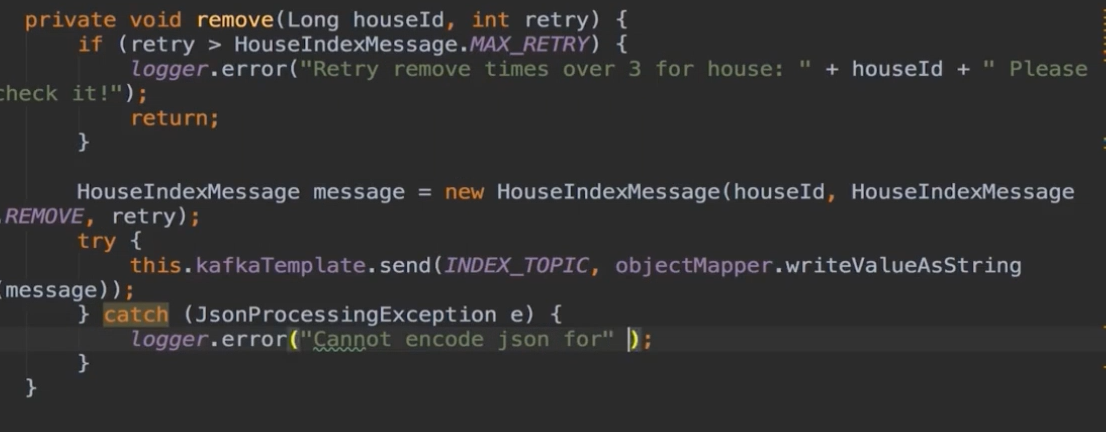 private void remove(Long houseId, int retry) {
if (retry > HouseIndexMessage.MAX_RETRY) {
logger.error("Retry remove times over 3 for house: " + houseId + " Please
check it!");
return;
}
HouseIndexMessage message = new HouseIndexMessage(houseId, HouseIndexMessage
.REMOVE, retry);
try {
this.kafkaTemplate.send(INDEX_TOPIC, objectMapper.writeValueAsString
(message));
} catch (JsonProcessingException e) {
logger.error("Cannot encode json for" );
}
}